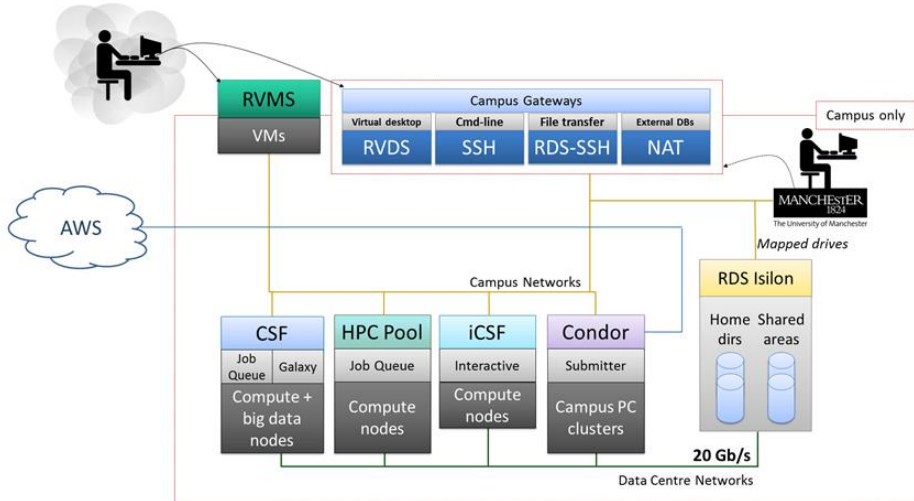 RVMS
VMs
Campus Gateways
Virtual desktop
RVDS
Cmd-line
SSH
File transfer
RDS-SSH
External DBs
NAT
Campus only
MANCHESTER
1824
The University of Manchester
Mapped drives
AWS
Campus Networks
CSF
Job
Queue
Galaxy
Compute +
big data
nodes
HPC Pool
Job Queue
Compute
nodes
iCSF
Interactive
Compute
nodes
Condor
Submitter
Campus PC
clusters
RDS Isilon
Home
dirs
Shared
areas
20 Gb/s
Data Centre Networks